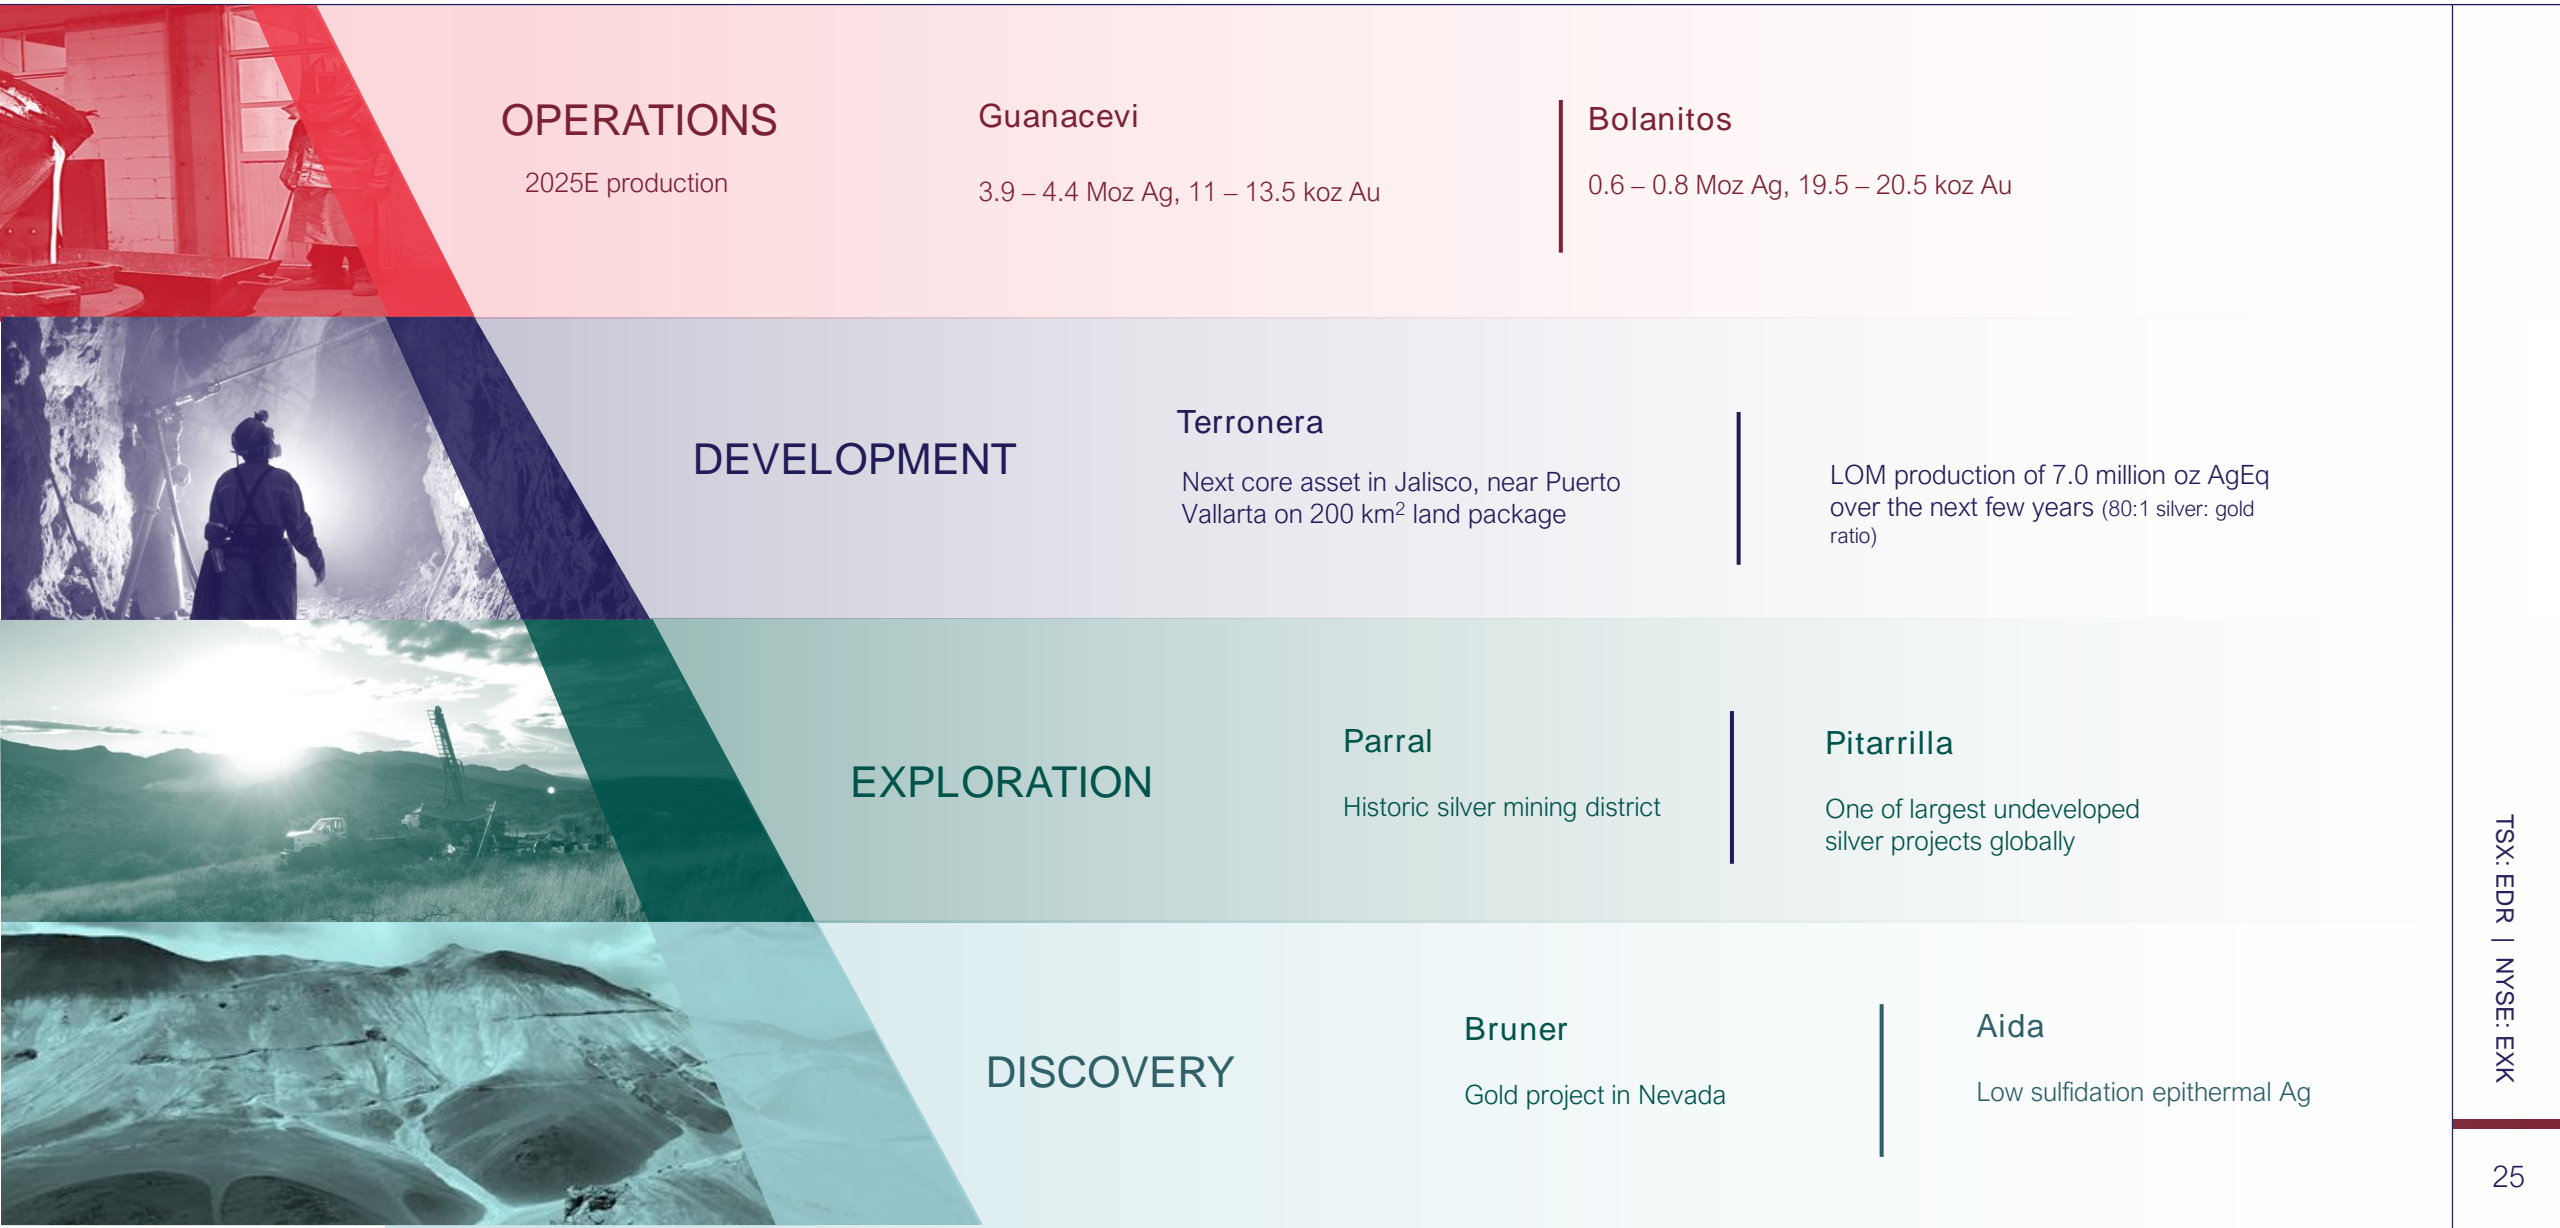 OPERATIONS
2025E production
Guanacevi
3.9 – 4.4 Moz Ag, 11 – 13.5 koz Au
Bolanitos
0.6 – 0.8 Moz Ag, 19.5 – 20.5 koz Au
DEVELOPMENT
Terronera
Next core asset in Jalisco, near Puerto
Vallarta on 200 km² land package
LOM production of 7.0 million oz AgEq
over the next few years (80:1 silver: gold
ratio)
EXPLORATION
Parral
Historic silver mining district
Pitarrilla
One of largest undeveloped
silver projects globally
DISCOVERY
Bruner
Gold project in Nevada
Aida
Low sulfidation epithermal Ag
TSX: EDR | NYSE: EXK
25